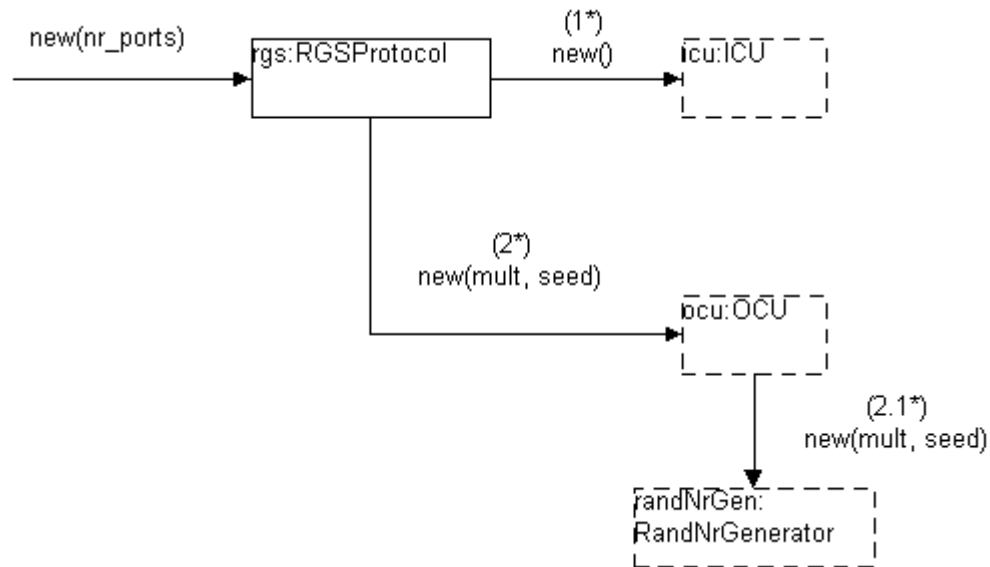 new(nr_ports)
rgs:RGSProtocol
(1*)
new()
icu:ICU
(2*)
new(mult, seed)
ocu:OCU
(2.1*)
new(mult, seed)
randNrGen:
RandNrGenerator